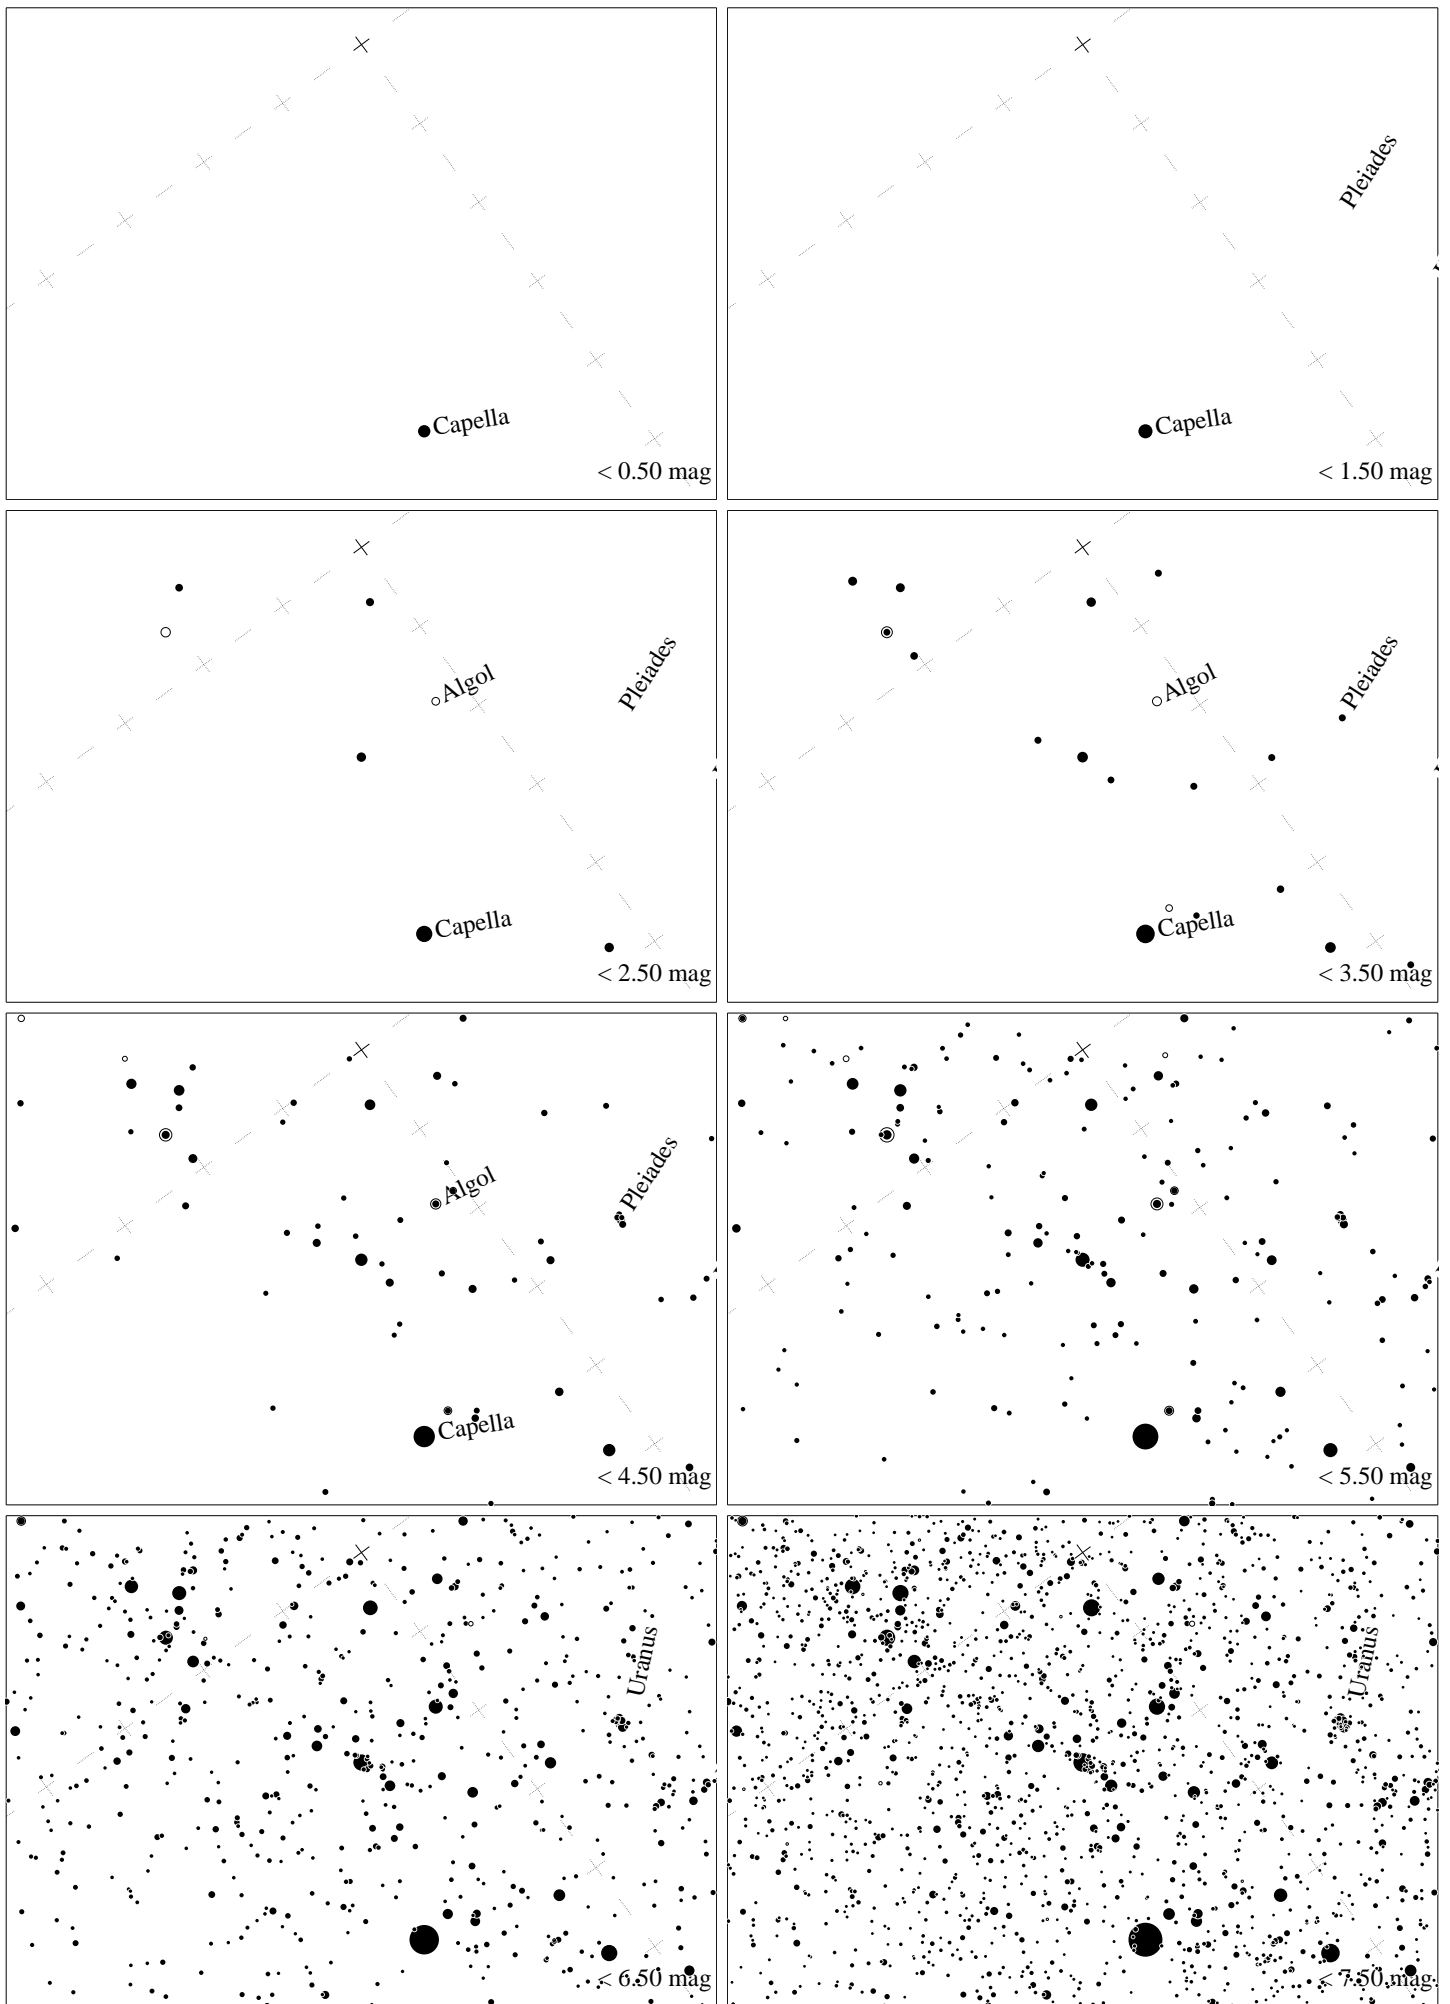 Capella
< 0.50 mag
Pleiades
Capella
< 1.50 mag
Algol
Pleiades
Capella
< 2.50 mag
Algol
Pleiades
Capella
< 3.50 mag
Algol
Pleiades
Capella
< 4.50 mag
< 5.50 mag
Uranus
< 6.50 mag
Uranus
< 7.50 mag